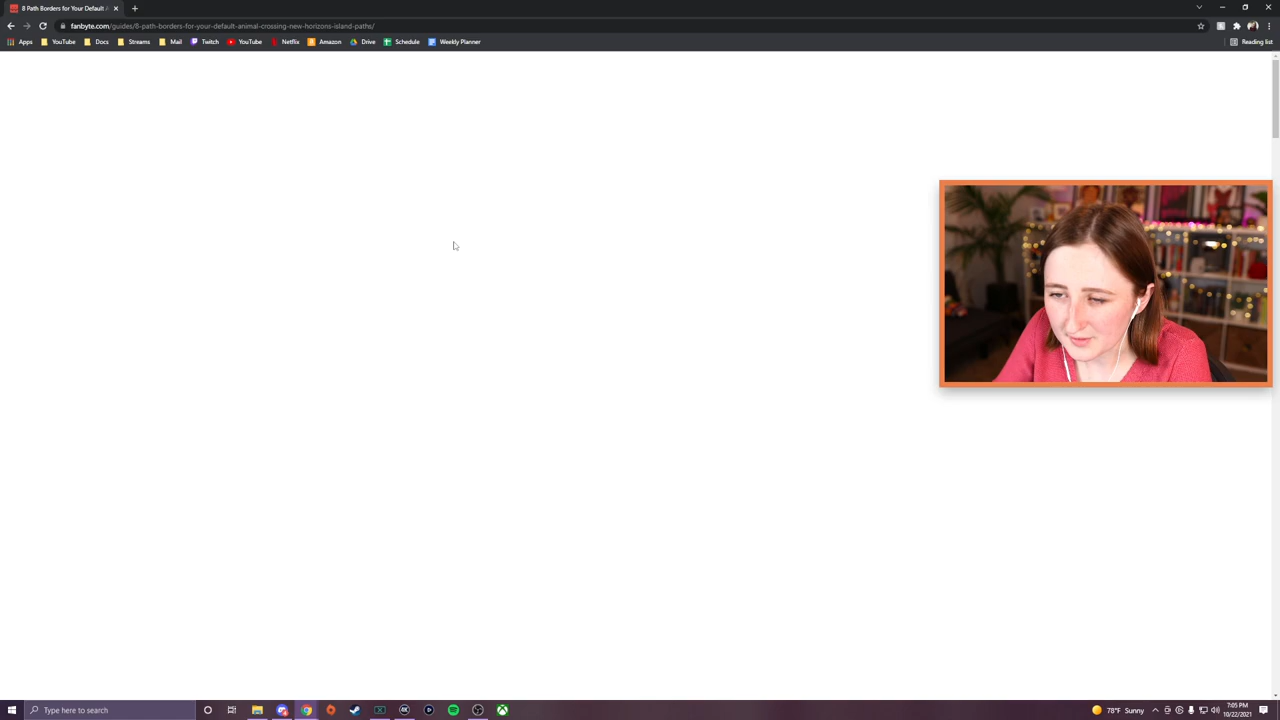 8 Path Borders for Your Default A
fanbyte.com/guides/8-path-borders-for-your-default-animal-crossing-new-horizons-island-paths/
Apps YouTube Docs Streams Mail Twitch YouTube Netflix Amazon Drive Schedule Weekly Planner Reading list
Type here to search
78°F Sunny
7:05 PM
10/22/2021